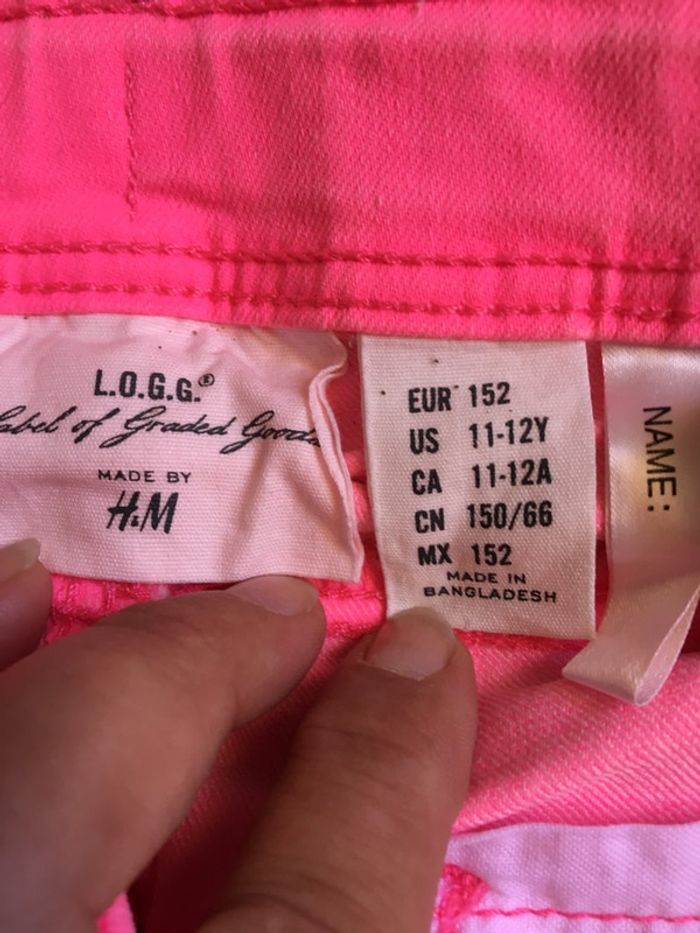 L.O.G.G.®
Label of Graded Goods
MADE BY
H&M
EUR 152
US 11-12Y
CA 11-12A
CN 150/66
MX 152
MADE IN
BANGLADESH
NAME: